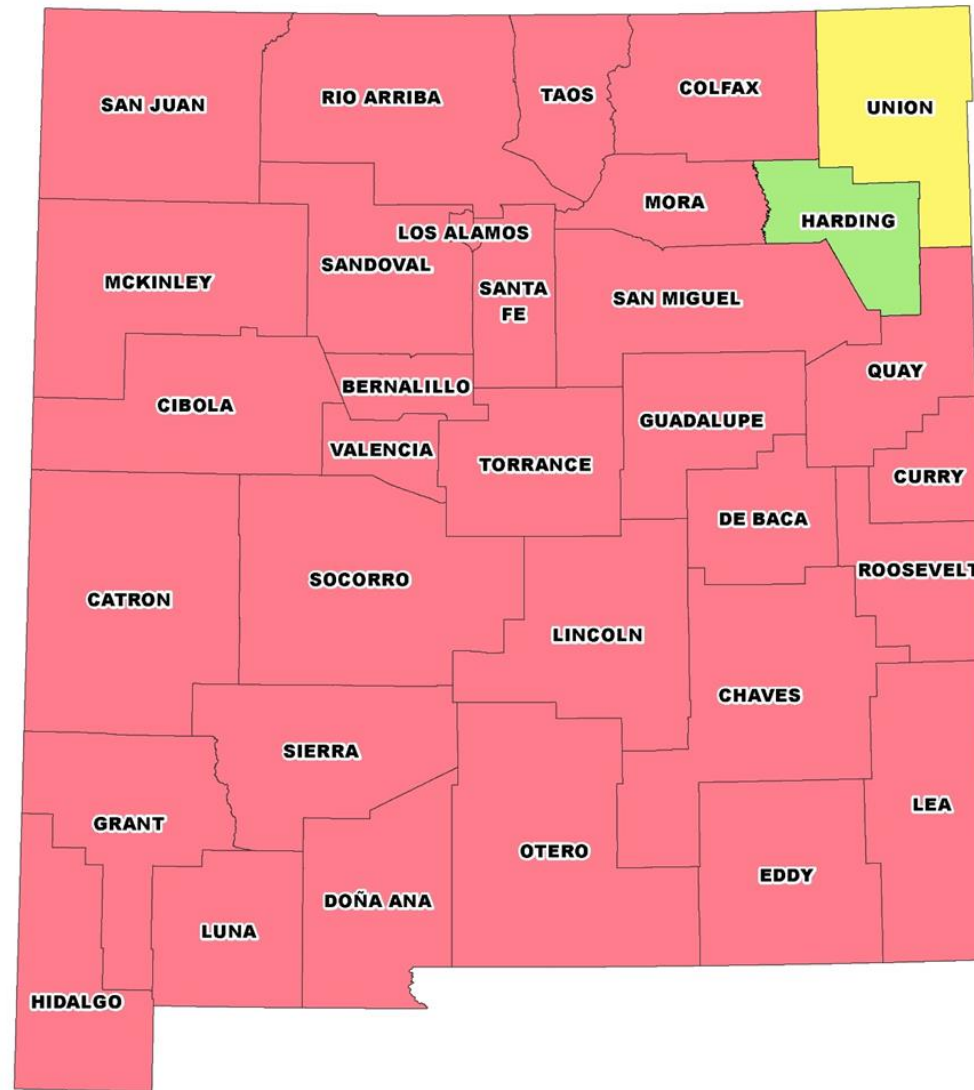 SAN JUAN
RIO ARRIBA
TAOS
COLFAX
UNION
MORA
HARDING
LOS ALAMOS
SANDOVAL
MCKINLEY
SANTA
FE
SAN MIGUEL
QUAY
BERNALILLO
CIBOLA
GUADALUPE
VALENCIA
TORRANCE
CURRY
DE BACA
ROOSEVELT
SOCORRO
CATRON
LINCOLN
CHAVES
SIERRA
LEA
GRANT
OTERO
EDDY
DOÑA ANA
LUNA
HIDALGO